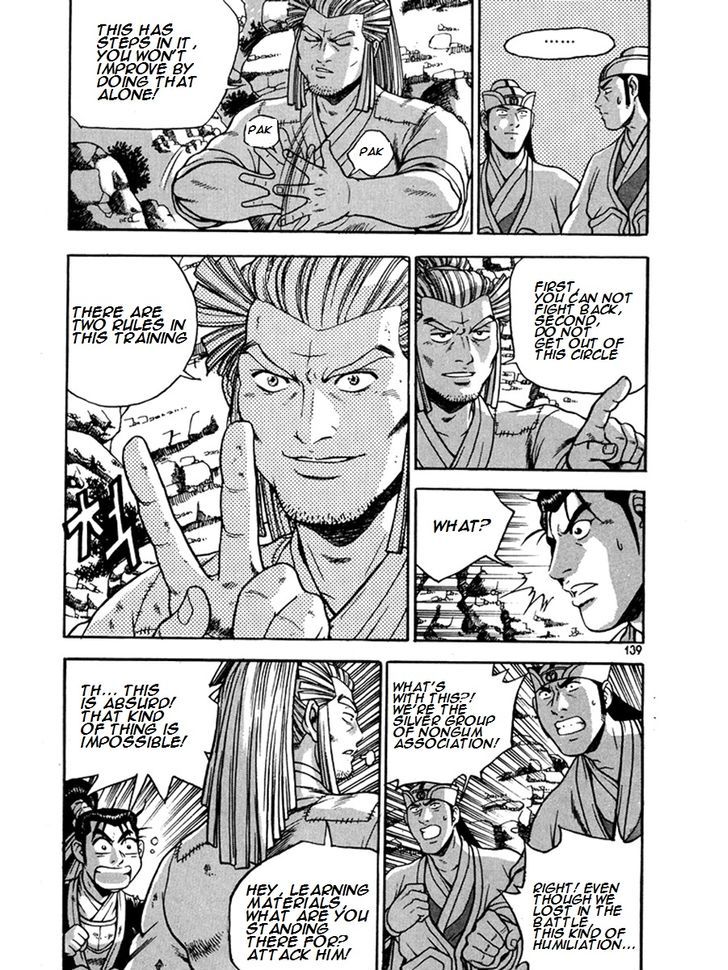 THIS HAS
STEPS IN IT,
YOU WON'T
IMPROVE BY
DOING THAT
ALONE!
PAK
PAK
......
THERE ARE
TWO RULES IN
THIS TRAINING
FIRST,
YOU CAN NOT
FIGHT BACK,
SECOND,
DO NOT
GET OUT OF
THIS CIRCLE
WHAT?
139
TH... THIS
IS ABSURD!
THAT KIND
OF THING IS
IMPOSSIBLE!
HEY, LEARNING
MATERIALS,
WHAT ARE YOU
STANDING
THERE FOR?
ATTACK HIM!
WHAT'S
WITH THIS?!
WE'RE THE
SILVER GROUP
OF NONGUM
ASSOCIATION!
RIGHT! EVEN
THOUGH WE
LOST IN THE
BATTLE,
THIS KIND OF
HUMILIATION...